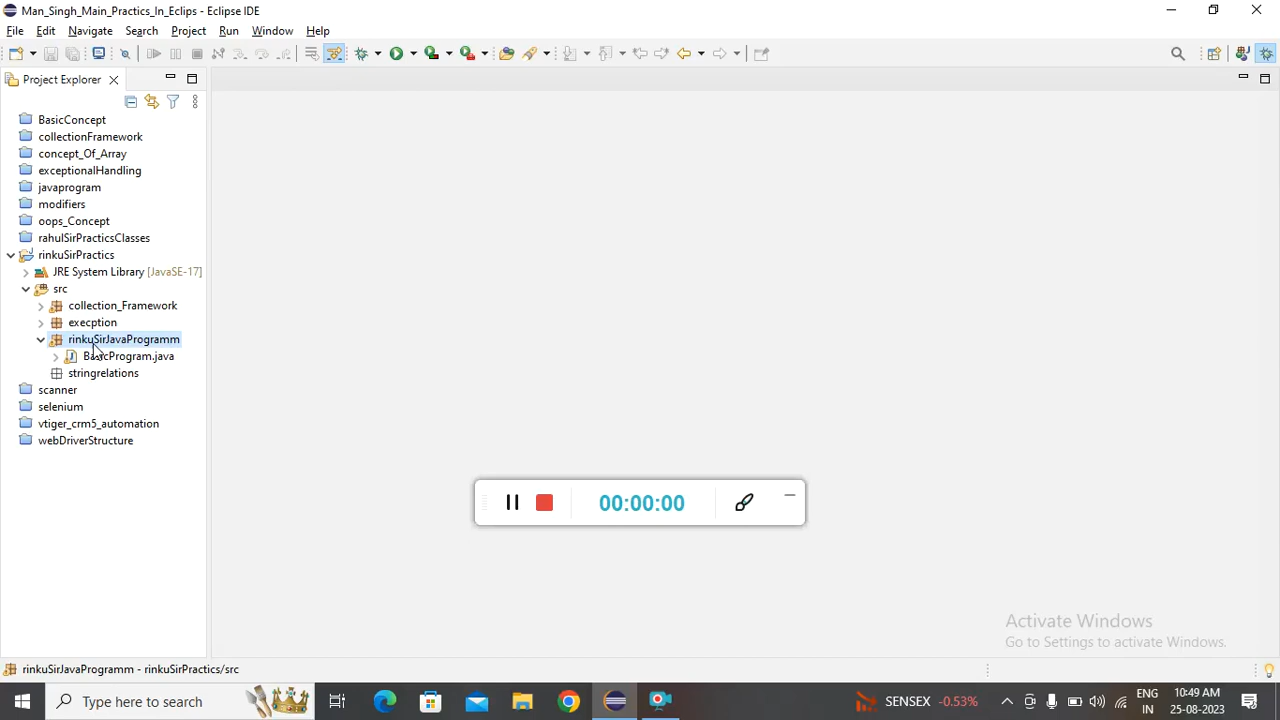 Man_Singh_Main_Practics_In_Eclips - Eclipse IDE
File Edit Navigate Search Project Run Window Help
Project Explorer
BasicConcept
collectionFramework
concept_Of_Array
exceptionalHandling
javaprogram
modifiers
oops_Concept
rahulSirPracticsClasses
rinkuSirPractics
JRE System Library [JavaSE-17]
src
collection_Framework
execption
rinkuSirJavaProgramm
BasicProgram.java
stringrelations
scanner
selenium
vtiger_crm5_automation
webDriverStructure
00:00:00
Activate Windows
Go to Settings to activate Windows.
rinkuSirJavaProgramm - rinkuSirPractics/src
Type here to search
SENSEX -0.53%
ENG
IN
10:49 AM
25-08-2023